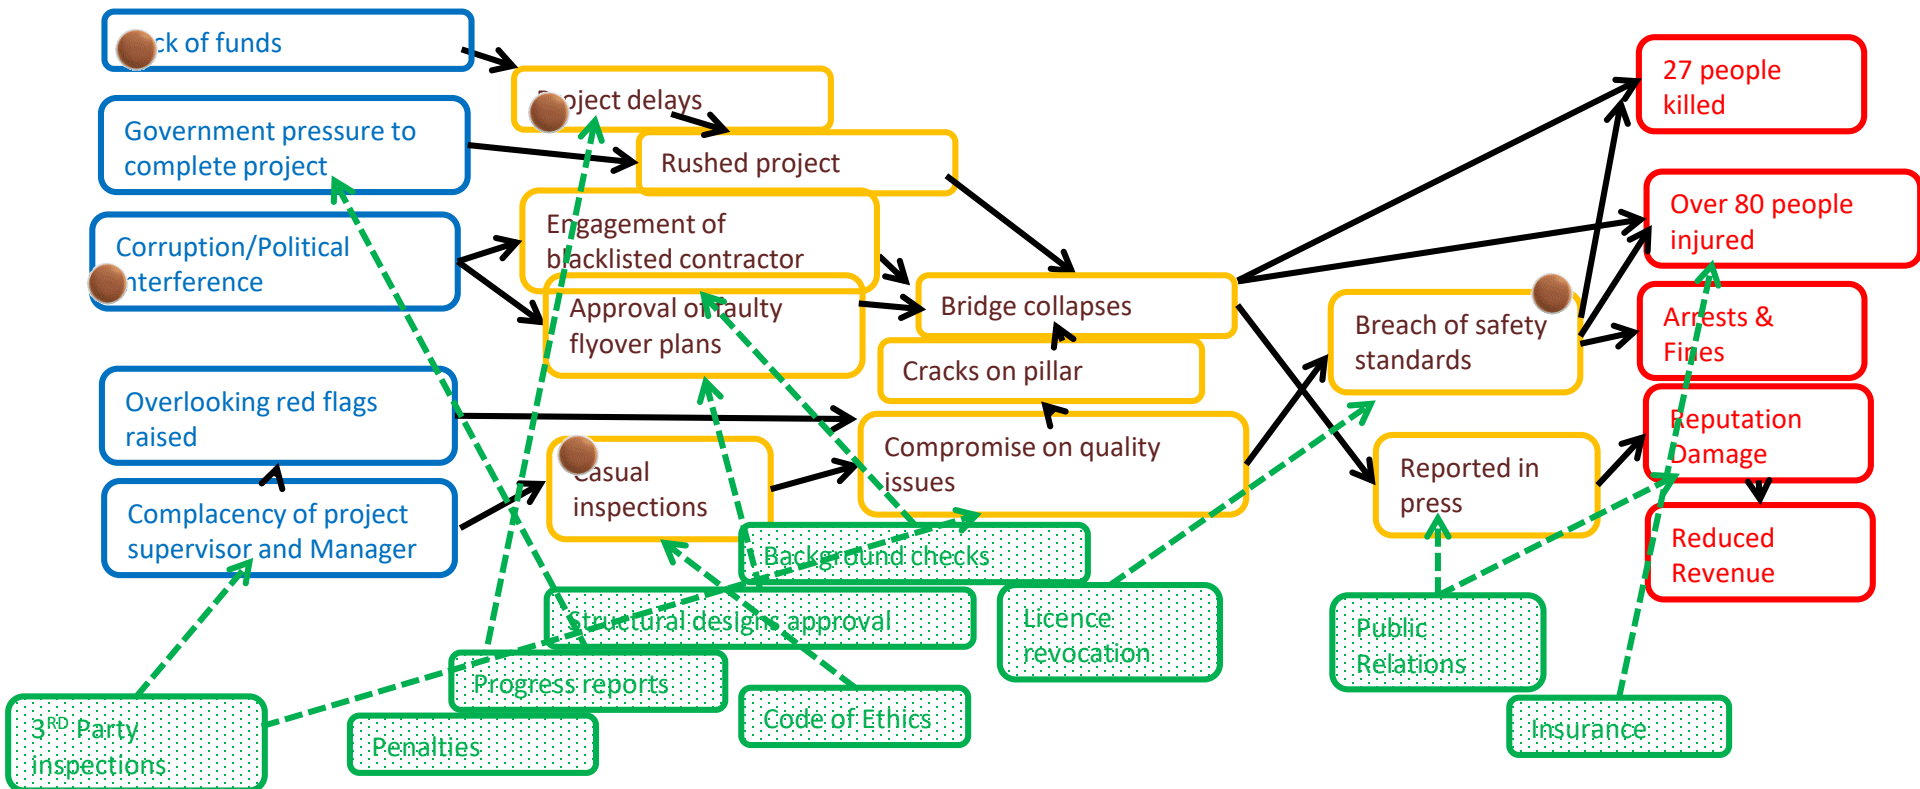 ck of funds
Project delays
Government pressure to
complete project
Rushed project
27 people
killed
Corruption/Political
interference
Engagement of
blacklisted contractor
Approval of faulty
flyover plans
Bridge collapses
Cracks on pillar
Over 80 people
injured
Breach of safety
standards
Arrests &
Fines
Overlooking red flags
raised
Compromise on quality
issues
Reputation
Damage
Casual
inspections
Reported in
press
Complacency of project
supervisor and Manager
Reduced
Revenue
Background checks
Structural designs approval
Licence
revocation
Public
Relations
Progress reports
Code of Ethics
3RD Party
inspections
Penalties
Insurance